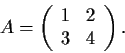 A = ( 1 2
3 4 ).